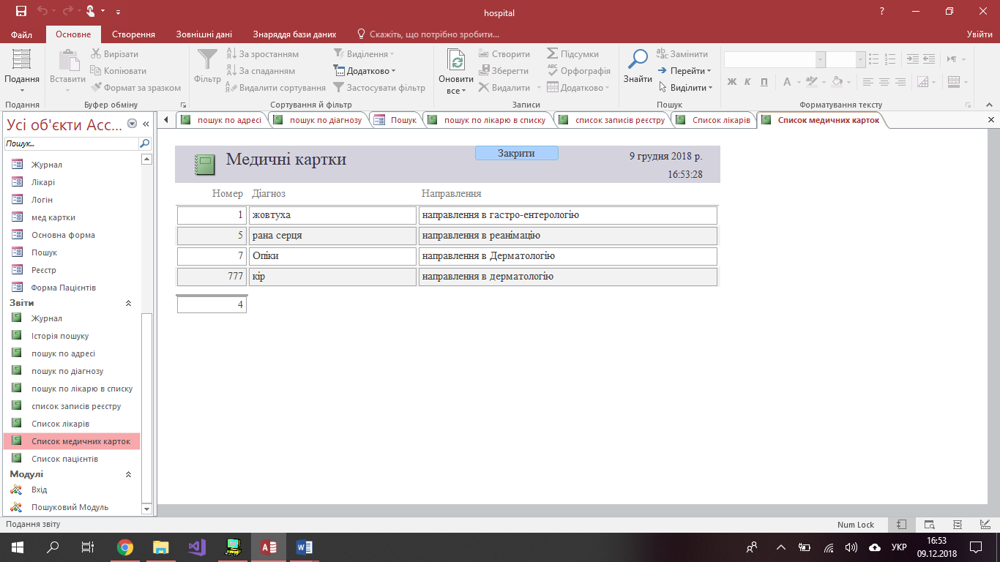 hospital
?
Файл Основне Створення Зовнішні дані Знаряддя бази даних Скажіть, що потрібно зробити... Увійти
Подання
Вставити
Вирізати
Копіювати
Формат за зразком
Фільтр
За зростанням
За спаданням
Видалити сортування
Виділення
Додатково
Застосувати фільтр
Оновити все
Створити
Зберегти
Видалити
Підсумки
Орфографія
Додатково
Знайти
Замінити
Перейти
Виділити
Ж К П A
Подання Буфер обміну Сортування й фільтр Записи Пошук Форматування тексту
Усі об'єкти Acc...
Пошук...
Журнал
Лікарі
Логін
мед картки
Основна форма
Пошук
Реєстр
Форма Пацієнтів
Звіти
Журнал
Історія пошуку
пошук по адресі
пошук по діагнозу
пошук по лікарю в списку
список записів реєстру
Список лікарів
Список медичних карток
Список пацієнтів
Модулі
Вхід
Пошуковий Модуль
пошук по адресі пошук по діагнозу Пошук пошук по лікарю в списку список записів реєстру Список лікарів Список медичних карток
Медичні картки
Закрити
9 грудня 2018 р.
16:53:28
Номер Діагноз Направлення
1 жовтуха направлення в гастро-ентерологію
5 рана серця направлення в реанімацію
7 Опіки направлення в Дерматологію
777 кір направлення в дерматологію
4
Подання звіту Num Lock
УКР
16:53
09.12.2018